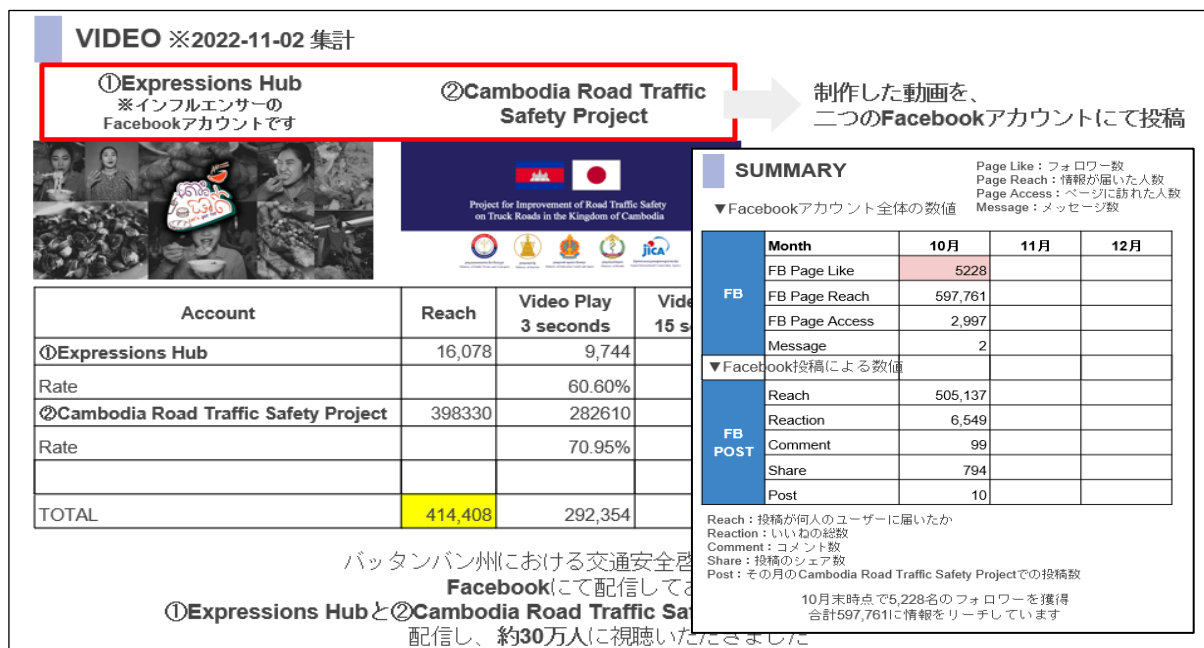 VIDEO ※2022-11-02 集計
①Expressions Hub
※インフルエンサーの
Facebookアカウントです
②Cambodia Road Traffic
Safety Project
制作した動画を、
二つのFacebookアカウントにて投稿
Project for Improvement of Road Traffic Safety
on Truck Roads in the Kingdom of Cambodia
jica
Account Reach Video Play 3 seconds Vide 15 s
①Expressions Hub 16,078 9,744
Rate 60.60%
②Cambodia Road Traffic Safety Project 398330 282610
Rate 70.95%
TOTAL 414,408 292,354
バッタンバン州における交通安全啓
Facebookにて配信してお
①Expressions Hubと②Cambodia Road Traffic Sa
配信し、約30万人に視聴いただきました
SUMMARY
Page Like：フォロワー数
Page Reach：情報が届いた人数
Page Access：ページに訪れた人数
Message：メッセージ数
▼Facebookアカウント全体の数値
Month 10月 11月 12月
FB
FB Page Like 5228
FB Page Reach 597,761
FB Page Access 2,997
Message 2
▼Facebook投稿による数値
FB POST
Reach 505,137
Reaction 6,549
Comment 99
Share 794
Post 10
Reach：投稿が何人のユーザーに届いたか
Reaction：いいねの総数
Comment：コメント数
Share：投稿のシェア数
Post：その月のCambodia Road Traffic Safety Projectでの投稿数
10月末時点で5,228名のフォロワーを獲得
合計597,761に情報をリーチしています